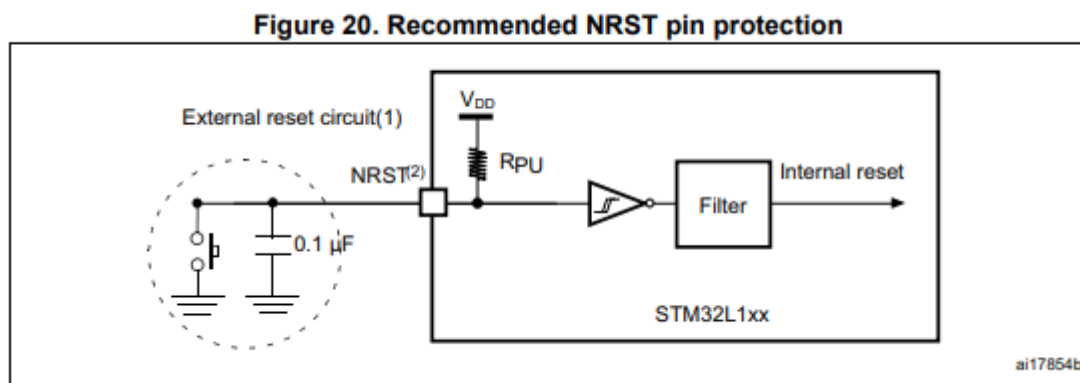 Figure 20. Recommended NRST pin protection
External reset circuit(1)
VDD
RPU
NRST(2)
Internal reset
Filter
0.1 µF
STM32L1xx
ai17854b